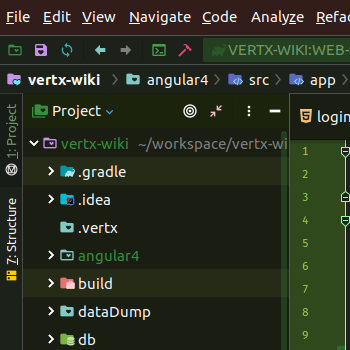 File Edit View Navigate Code Analyze Refac
VERTX-WIKI:WEB-
vertx-wiki angular4 src app
1: Project
Project
login
vertx-wiki ~/workspace/vertx-wi
.gradle
.idea
.vertx
angular4
build
dataDump
db
7: Structure
1
2
3
4
5
6
7
8
9